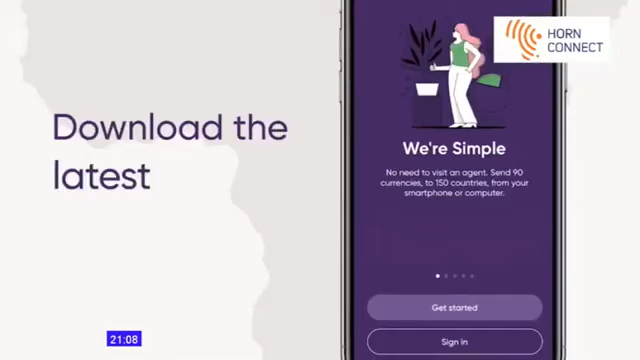 HORN
CONNECT
Download the
latest
We're Simple
No need to visit an agent. Send 90
currencies, to 150 countries, from your
smartphone or computer.
Get started
Sign in
21:08